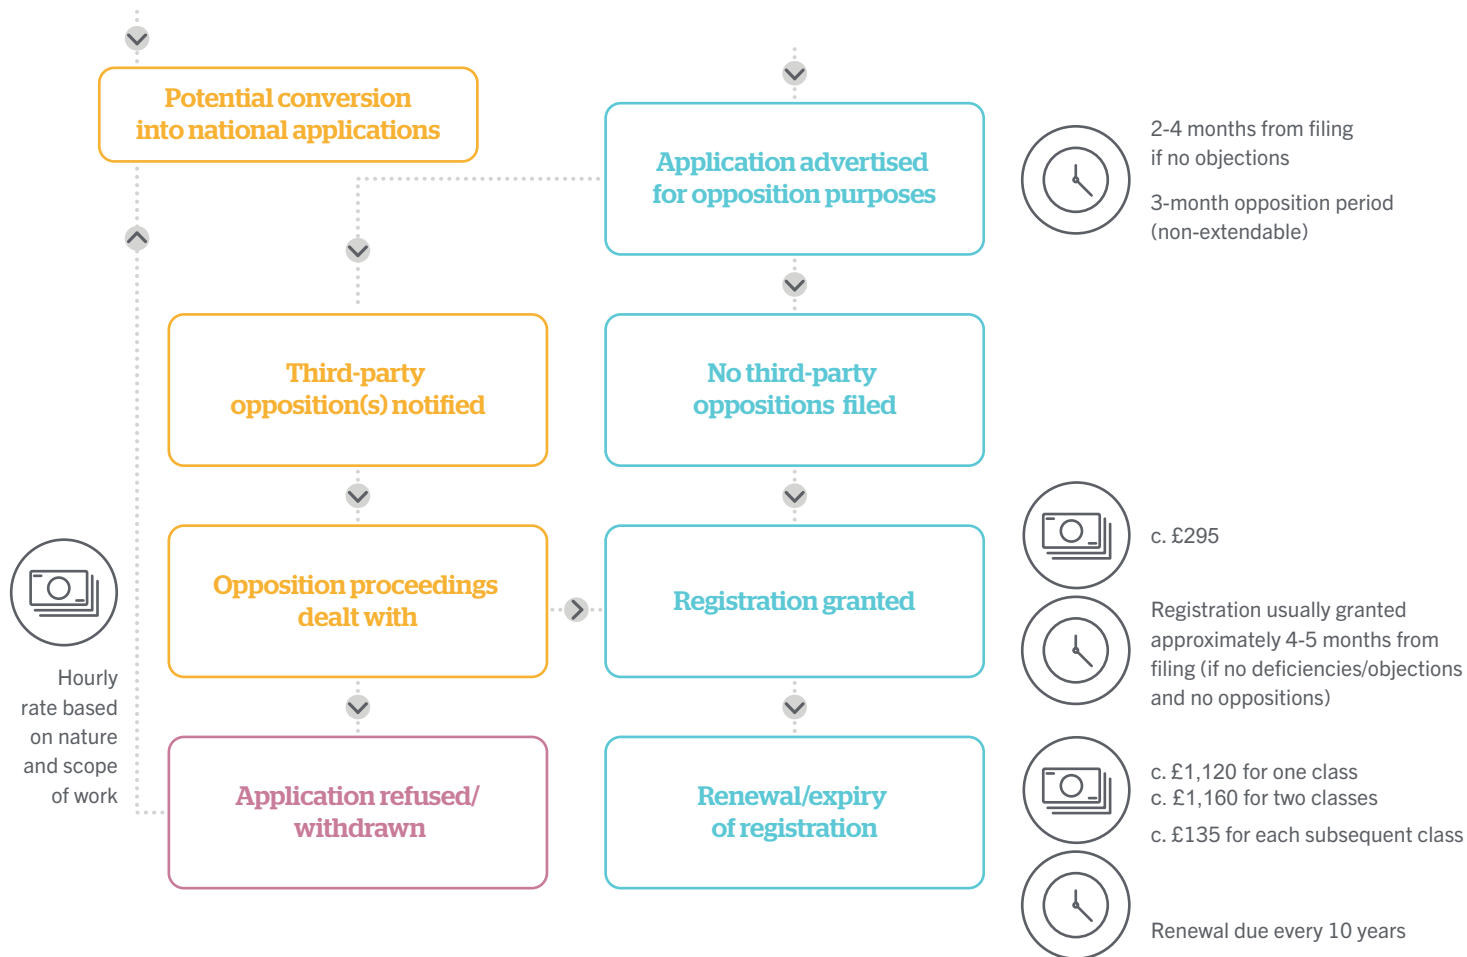 Potential conversion
into national applications
Application advertised
for opposition purposes
2-4 months from filing
if no objections
3-month opposition period
(non-extendable)
Third-party
opposition(s) notified
No third-party
oppositions filed
Hourly
rate based
on nature
and scope
of work
Opposition proceedings
dealt with
Registration granted
c. £295
Registration usually granted
approximately 4-5 months from
filing (if no deficiencies/objections
and no oppositions)
Application refused/
withdrawn
Renewal/expiry
of registration
c. £1,120 for one class
c. £1,160 for two classes
c. £135 for each subsequent class
Renewal due every 10 years